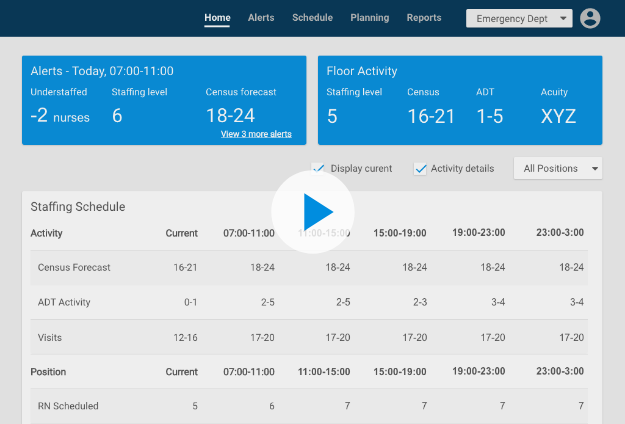 Home Alerts Schedule Planning Reports Emergency Dept
Alerts - Today, 07:00-11:00
Understaffed Staffing level Census forecast
-2 nurses 6 18-24
View 3 more alerts
Floor Activity
Staffing level Census ADT Acuity
5 16-21 1-5 XYZ
Display curent Activity details All Positions
Staffing Schedule
Activity Current 07:00-11:00 11:00-15:00 15:00-19:00 19:00-23:00 23:00-3:00
Census Forecast 16-21 18-24 18-24 18-24 18-24 18-24
ADT Activity 0-1 2-5 2-5 2-3 3-4 3-4
Visits 12-16 17-20 17-20 17-20 17-20 17-20
Position Current 07:00-11:00 11:00-15:00 15:00-19:00 19:00-23:00 23:00-3:00
RN Scheduled 5 6 7 7 7 7